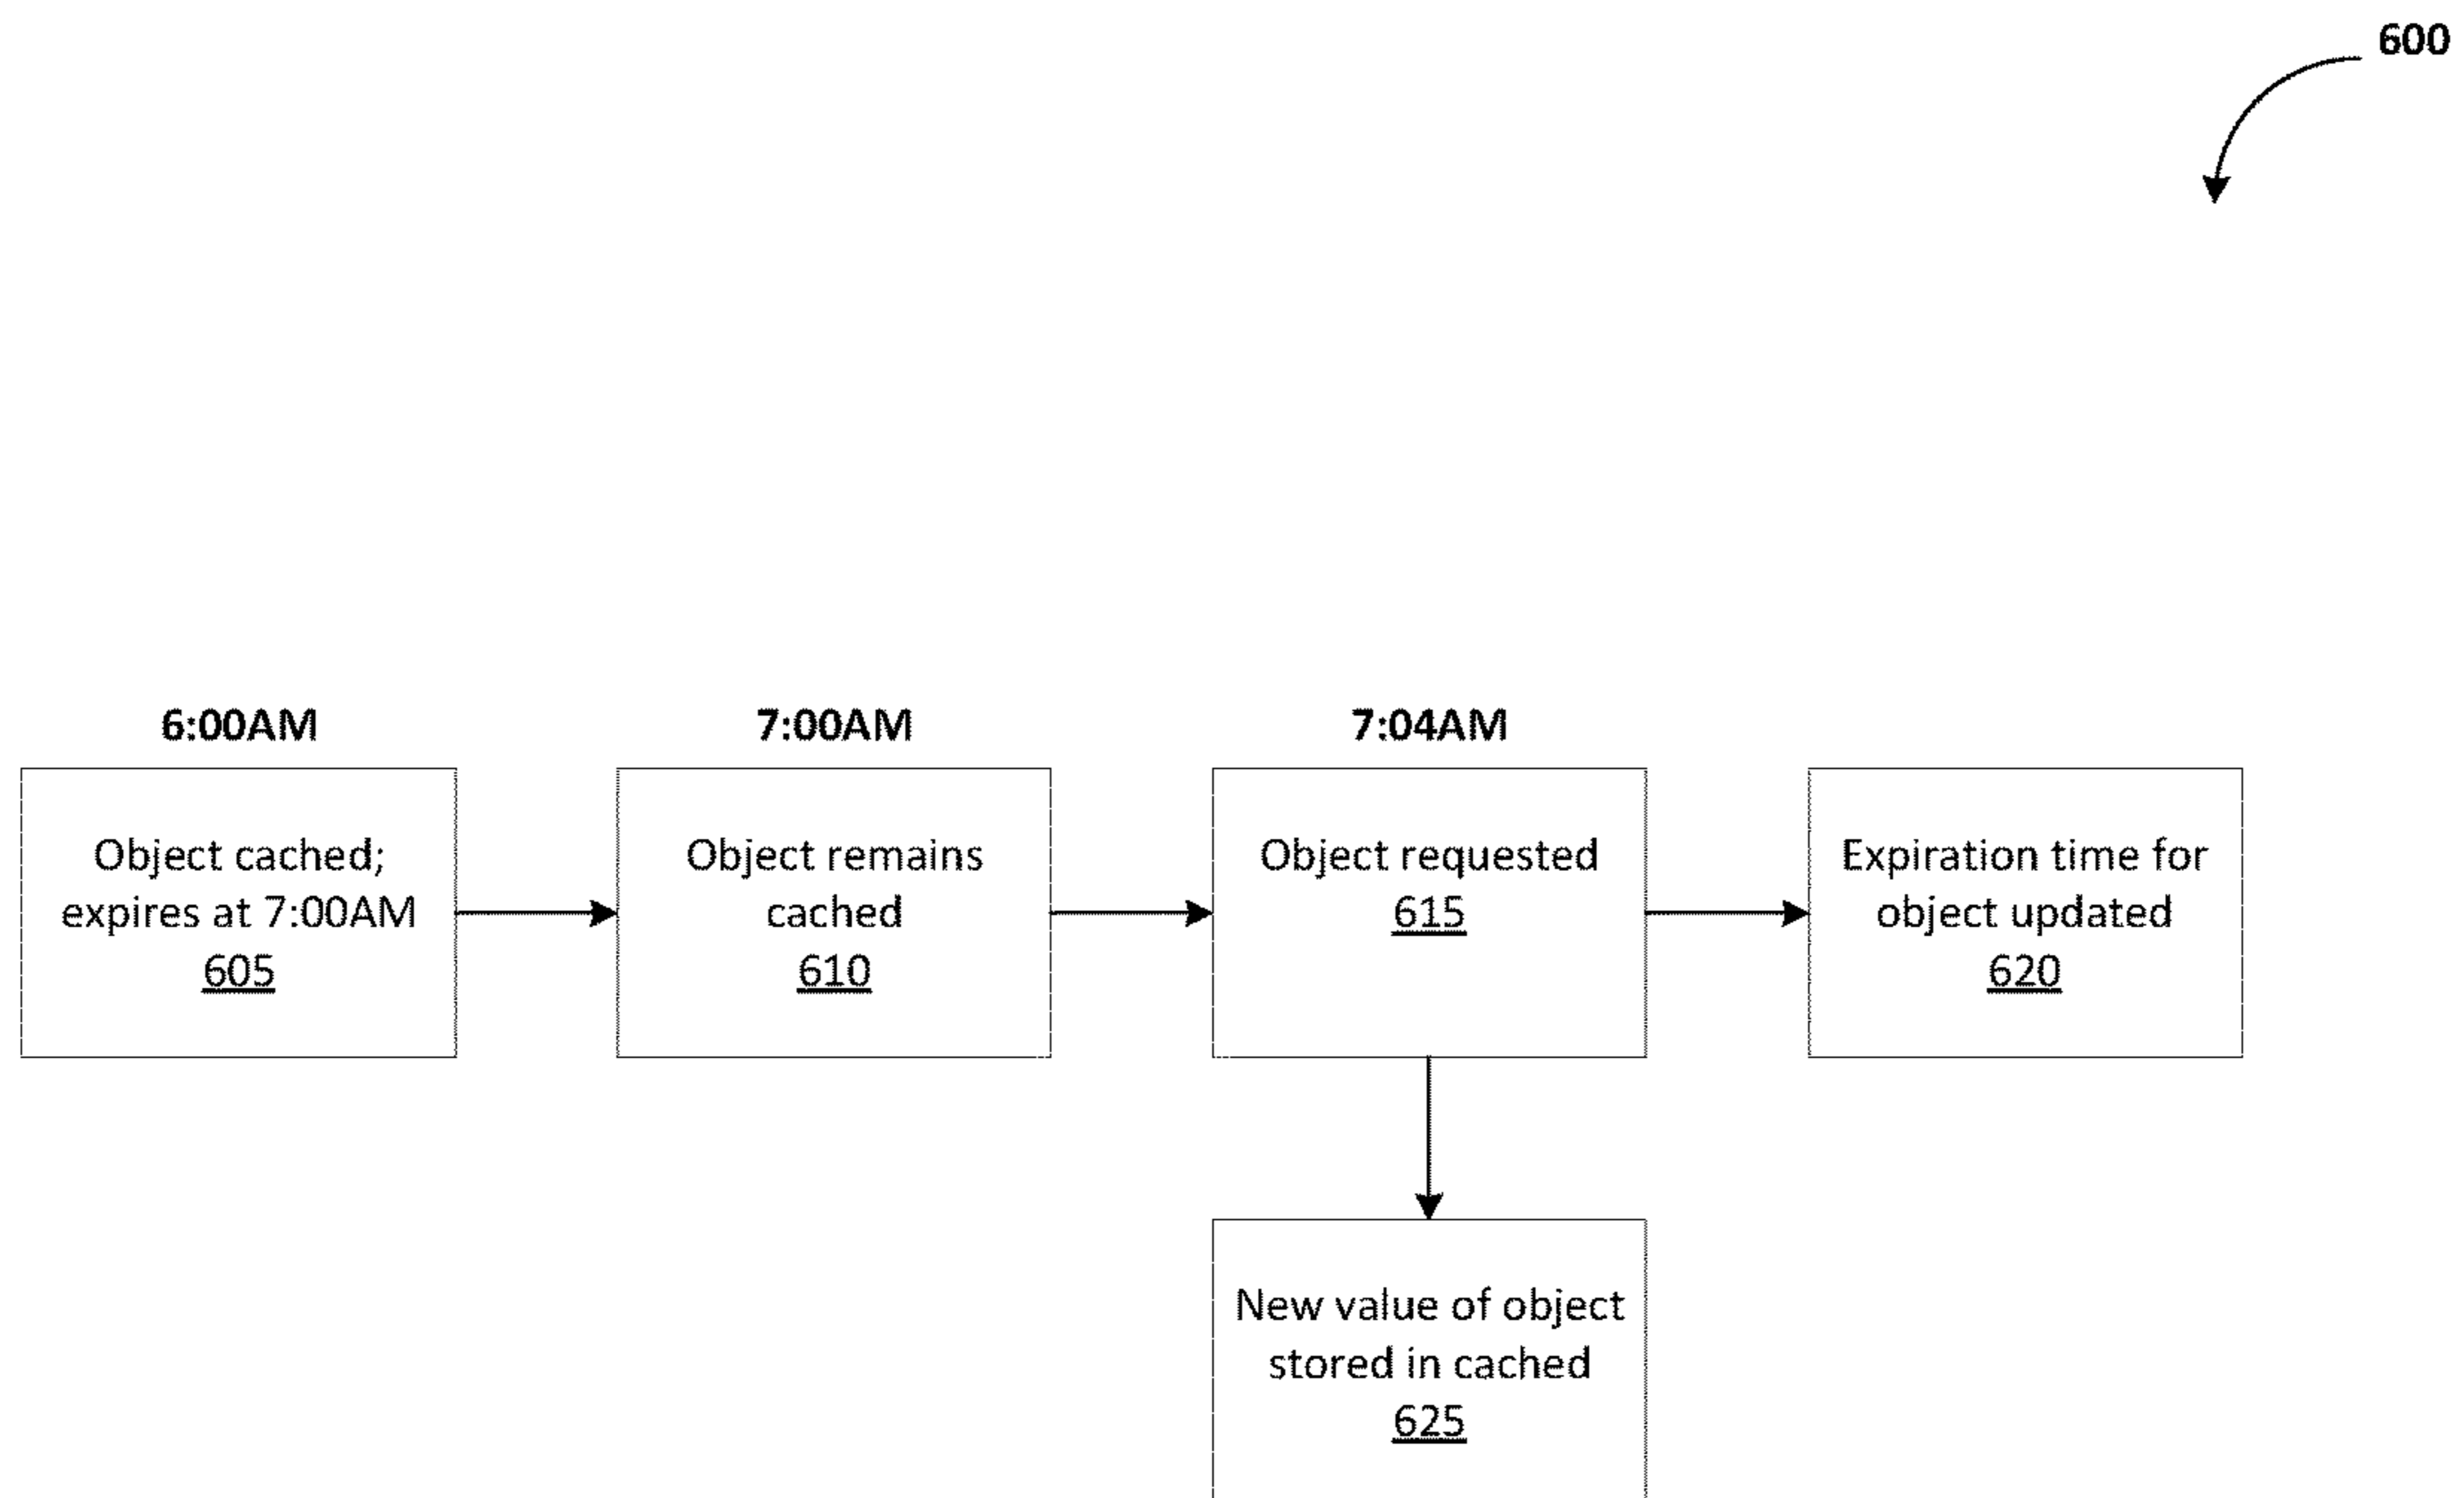 600
6:00AM
7:00AM
7:04AM
Object cached;
expires at 7:00AM
605
Object remains
cached
610
Object requested
615
Expiration time for
object updated
620
New value of object
stored in cached
625